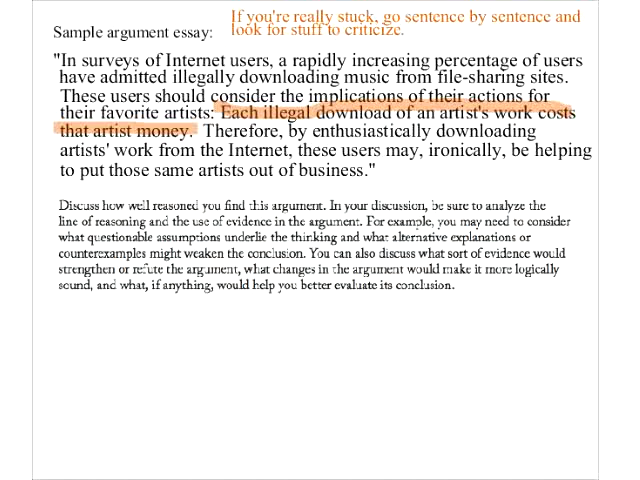 If you're really stuck, go sentence by sentence and
look for stuff to criticize.
Sample argument essay:
"In surveys of Internet users, a rapidly increasing percentage of users
have admitted illegally downloading music from file-sharing sites.
These users should consider the implications of their actions for
their favorite artists: Each illegal download of an artist's work costs
that artist money. Therefore, by enthusiastically downloading
artists' work from the Internet, these users may, ironically, be helping
to put those same artists out of business."
Discuss how well reasoned you find this argument. In your discussion, be sure to analyze the
line of reasoning and the use of evidence in the argument. For example, you may need to consider
what questionable assumptions underlie the thinking and what alternative explanations or
counterexamples might weaken the conclusion. You can also discuss what sort of evidence would
strengthen or refute the argument, what changes in the argument would make it more logically
sound, and what, if anything, would help you better evaluate its conclusion.